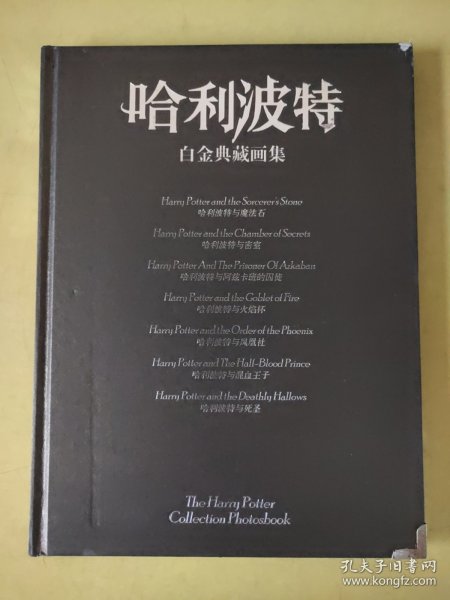 哈利波特
白金典藏画集
Harry Potter and the Sorcerer's Stone
哈利波特与魔法石
Harry Potter and the Chamber of Secrets
哈利波特与密室
Harry Potter And The Prisoner Of Azkaban
哈利波特与阿兹卡班的囚徒
Harry Potter and the Goblet of Fire
哈利波特与火焰杯
Harry Potter and the Order of the Phoenix
哈利波特与凤凰社
Harry Potter and The Half-Blood Prince
哈利波特与混血王子
Harry Potter and the Deathly Hallows
哈利波特与死圣
The Harry Potter
Collection Photosbook
孔夫子旧书网
www.kongfz.com